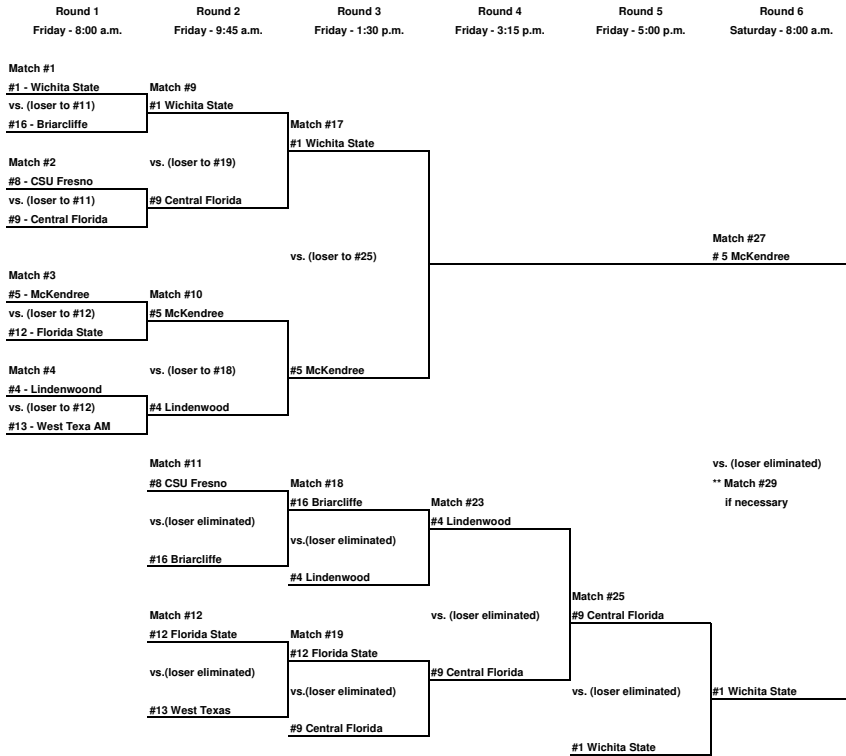 Round 1 Round 2 Round 3 Round 4 Round 5 Round 6
Friday - 8:00 a.m. Friday - 9:45 a.m. Friday - 1:30 p.m. Friday - 3:15 p.m. Friday - 5:00 p.m. Saturday - 8:00 a.m.
Match #1
#1 - Wichita State Match #9
vs. (loser to #11) #1 Wichita State
#16 - Briarcliffe Match #17
#1 Wichita State
Match #2 vs. (loser to #19)
#8 - CSU Fresno
vs. (loser to #11) #9 Central Florida
#9 - Central Florida
Match #27
vs. (loser to #25) # 5 McKendree
Match #3
#5 - McKendree Match #10
vs. (loser to #12) #5 McKendree
#12 - Florida State
Match #4 vs. (loser to #18) #5 McKendree
#4 - Lindenwoond
vs. (loser to #12) #4 Lindenwood
#13 - West Texa AM
Match #11 vs. (loser eliminated)
#8 CSU Fresno Match #18 ** Match #29
#16 Briarcliffe Match #23 if necessary
vs.(loser eliminated) #4 Lindenwood
vs.(loser eliminated)
#16 Briarcliffe
#4 Lindenwood
Match #25
Match #12 vs. (loser eliminated) #9 Central Florida
#12 Florida State Match #19
#12 Florida State
vs.(loser eliminated) #9 Central Florida
vs.(loser eliminated) vs. (loser eliminated) #1 Wichita State
#13 West Texas
#9 Central Florida
#1 Wichita State